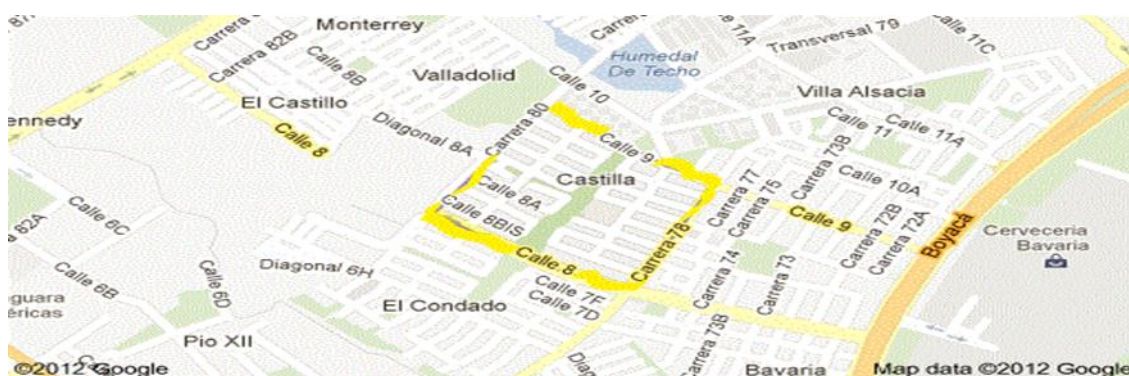 Monterrey
Carrera 82B
Calle 8B
Valladolid
Humedal
De Techo
Transversal 79
Calle 11C
El Castillo
Calle 10
Villa Alsacia
ennedy
Calle 8
Diagonal 8A
Carrera 80
Calle 11
Calle 11A
Calle 9
Carrera 73B
Castilla
Carrera 77
Carrera 75
Calle 10A
82A
Calle 6C
Calle 8A
Calle 8BIS
Calle 9
Carrera 72B
Carrera 72A
Boyacá
Cerveceria
Bavaria
Calle 6D
Diagonal 6H
Calle 8
Carrera 78
Carrera 74
Carrera 73
Calle 6B
El Condado
Calle 7F
Calle 7D
guara
éricas
Pio XII
Carrera 73B
Bavaria
©2012 Google
Map data ©2012 Google